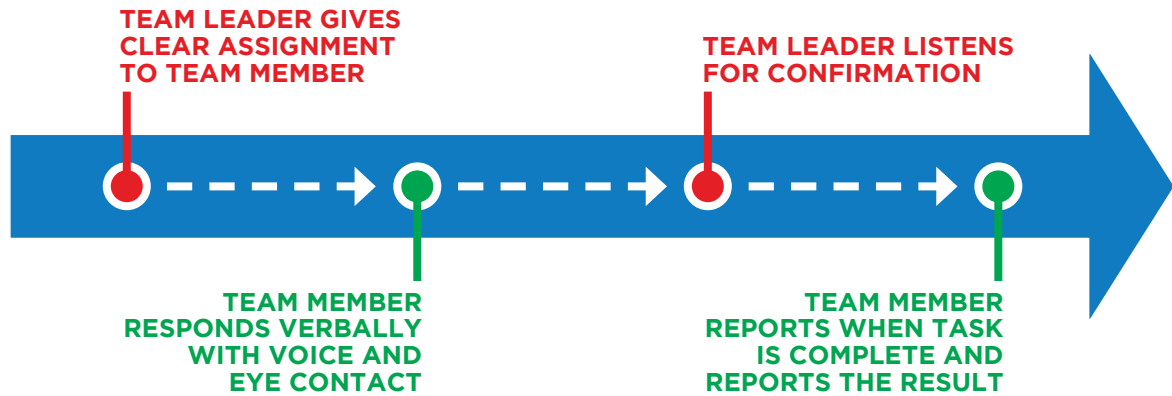 TEAM LEADER GIVES
CLEAR ASSIGNMENT
TO TEAM MEMBER
TEAM MEMBER
RESPONDS VERBALLY
WITH VOICE AND
EYE CONTACT
TEAM LEADER LISTENS
FOR CONFIRMATION
TEAM MEMBER
REPORTS WHEN TASK
IS COMPLETE AND
REPORTS THE RESULT